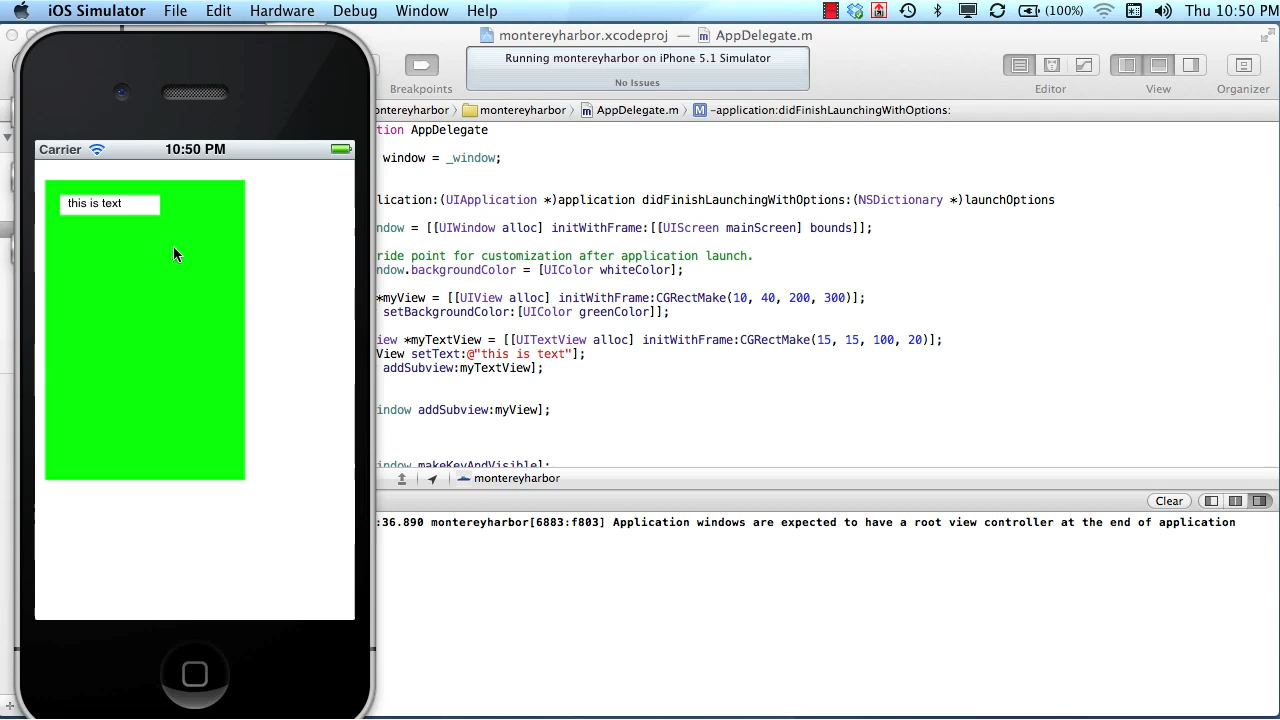 iOS Simulator File Edit Hardware Debug Window Help (100%) Thu 10:50 PM
montereyharbor.xcodeproj — AppDelegate.m
Running montereyharbor on iPhone 5.1 Simulator
No Issues
Breakpoints Editor View Organizer
ontereyharbor montereyharbor AppDelegate.m M -application:didFinishLaunchingWithOptions:
Carrier 10:50 PM
this is text
tion AppDelegate
window = _window;
lication:(UIApplication *)application didFinishLaunchingWithOptions:(NSDictionary *)launchOptions
ndow = [[UIWindow alloc] initWithFrame:[[UIScreen mainScreen] bounds]];
ride point for customization after application launch.
ndow.backgroundColor = [UIColor whiteColor];
*myView = [[UIView alloc] initWithFrame:CGRectMake(10, 40, 200, 300)];
setBackgroundColor:[UIColor greenColor]];
iew *myTextView = [[UITextView alloc] initWithFrame:CGRectMake(15, 15, 100, 20)];
View setText:@"this is text"];
addSubview:myTextView];
indow addSubview:myView];
indow makeKeyAndVisible];
montereyharbor
Clear
:36.890 montereyharbor[6883:f803] Application windows are expected to have a root view controller at the end of application